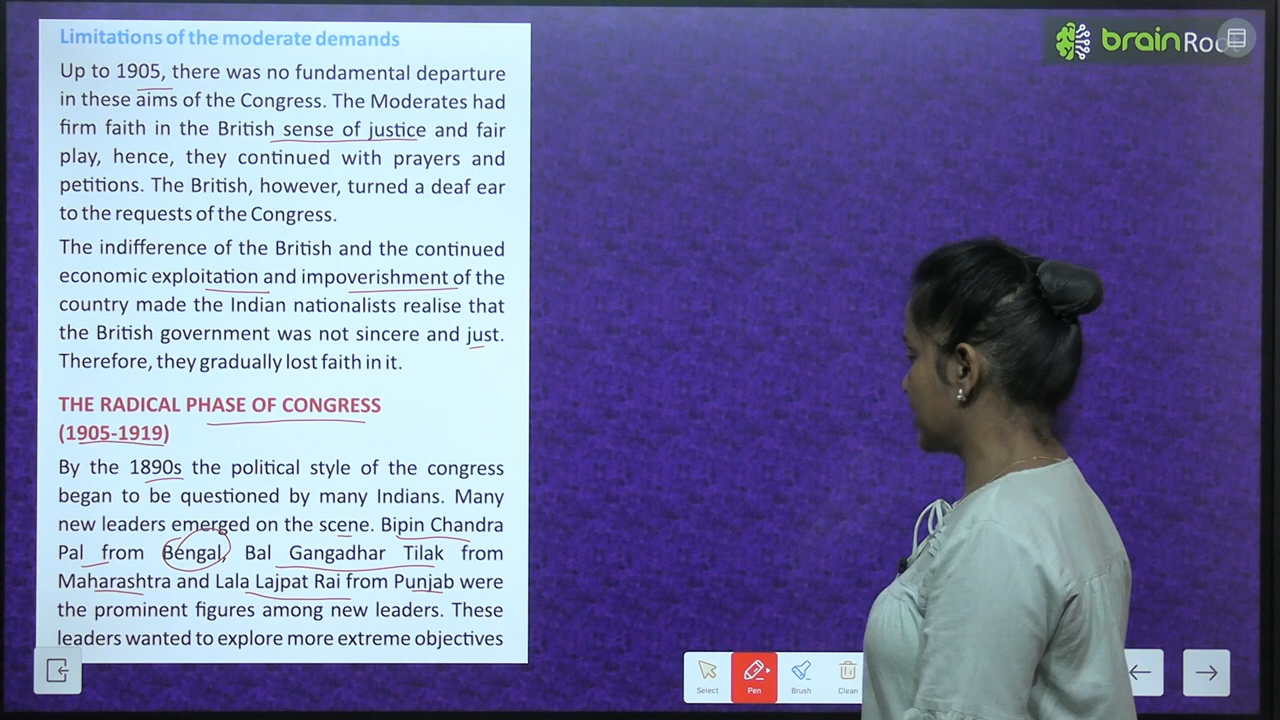 Limitations of the moderate demands
Up to 1905, there was no fundamental departure
in these aims of the Congress. The Moderates had
firm faith in the British sense of justice and fair
play, hence, they continued with prayers and
petitions. The British, however, turned a deaf ear
to the requests of the Congress.
The indifference of the British and the continued
economic exploitation and impoverishment of the
country made the Indian nationalists realise that
the British government was not sincere and just.
Therefore, they gradually lost faith in it.
THE RADICAL PHASE OF CONGRESS
(1905-1919)
By the 1890s the political style of the congress
began to be questioned by many Indians. Many
new leaders emerged on the scene. Bipin Chandra
Pal from Bengal, Bal Gangadhar Tilak from
Maharashtra and Lala Lajpat Rai from Punjab were
the prominent figures among new leaders. These
leaders wanted to explore more extreme objectives
brain
Select Pen Brush Clean